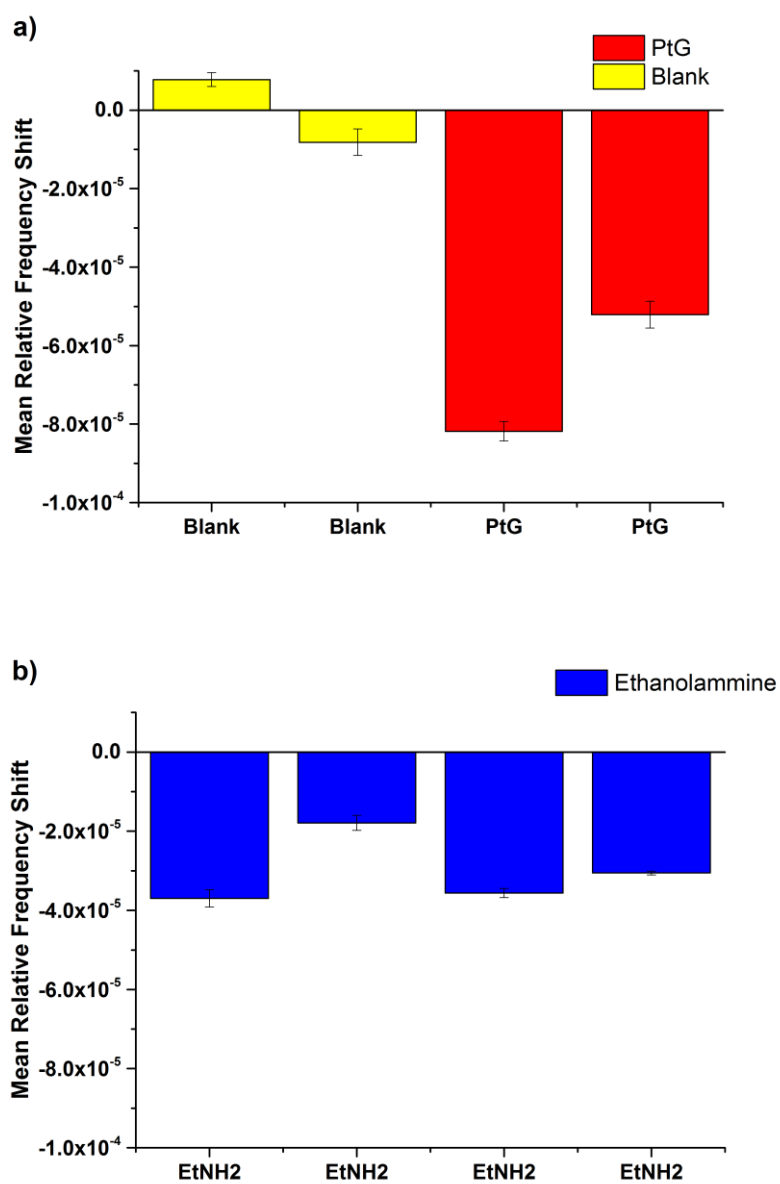 a)
PtG
Blank
Mean Relative Frequency Shift
0.0
-2.0x10⁻⁵
-4.0x10⁻⁵
-6.0x10⁻⁵
-8.0x10⁻⁵
-1.0x10⁻⁴
Blank Blank PtG PtG
b)
Ethanolammine
Mean Relative Frequency Shift
0.0
-2.0x10⁻⁵
-4.0x10⁻⁵
-6.0x10⁻⁵
-8.0x10⁻⁵
-1.0x10⁻⁴
EtNH2 EtNH2 EtNH2 EtNH2